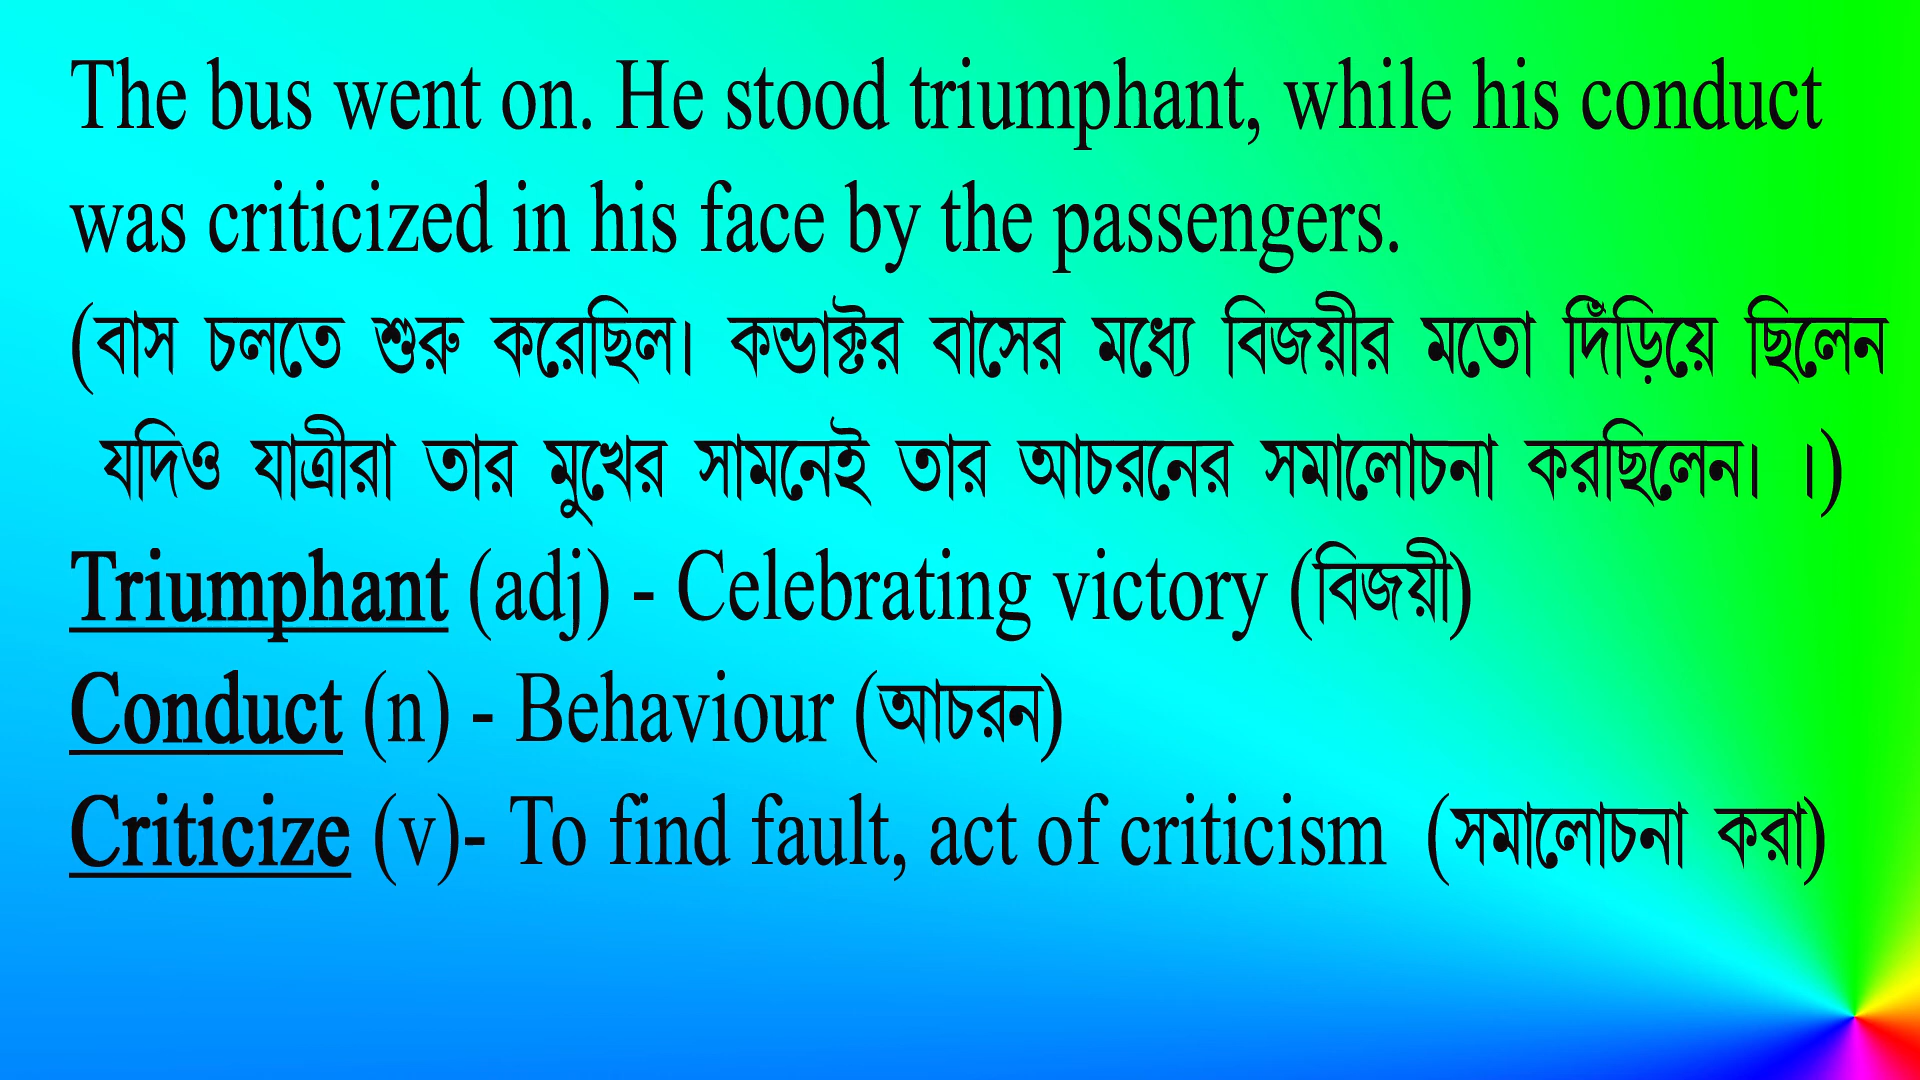 The bus went on. He stood triumphant, while his conduct
was criticized in his face by the passengers.
(বাস চলতে শুরু করেছিল। কন্ডাক্টর বাসের মধ্যে বিজয়ীর মতো দিঁড়িয়ে ছিলেন
যদিও যাত্রীরা তার মুখের সামনেই তার আচরনের সমালোচনা করছিলেন। ।)
Triumphant (adj) - Celebrating victory (বিজয়ী)
Conduct (n) - Behaviour (আচরন)
Criticize (v)- To find fault, act of criticism (সমালোচনা করা)